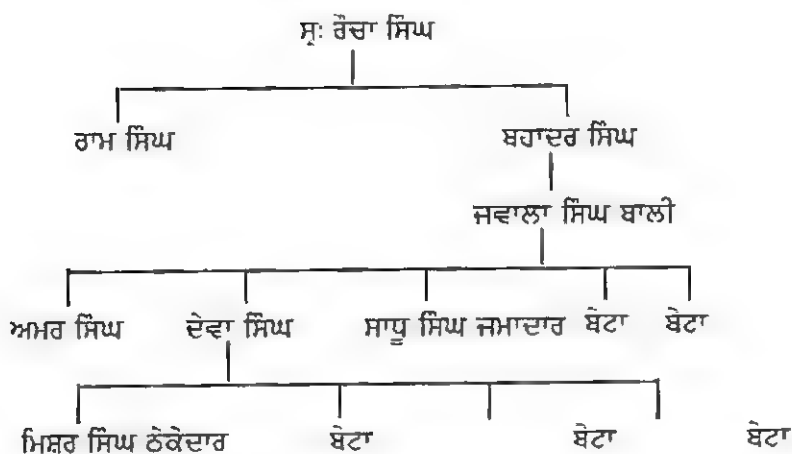 ਸ੍ਰ: ਰੌਚਾ ਸਿੰਘ
ਰਾਮ ਸਿੰਘ ਬਹਾਦਰ ਸਿੰਘ
ਜਵਾਲਾ ਸਿੰਘ ਬਾਲੀ
ਅਮਰ ਸਿੰਘ ਦੇਵਾ ਸਿੰਘ ਸਾਧੂ ਸਿੰਘ ਜਮਾਦਾਰ ਬੇਟਾ ਬੇਟਾ
ਮਿਸ਼ਰ ਸਿੰਘ ਠੇਕੇਦਾਰ ਬੇਟਾ ਬੇਟਾ ਬੇਟਾ